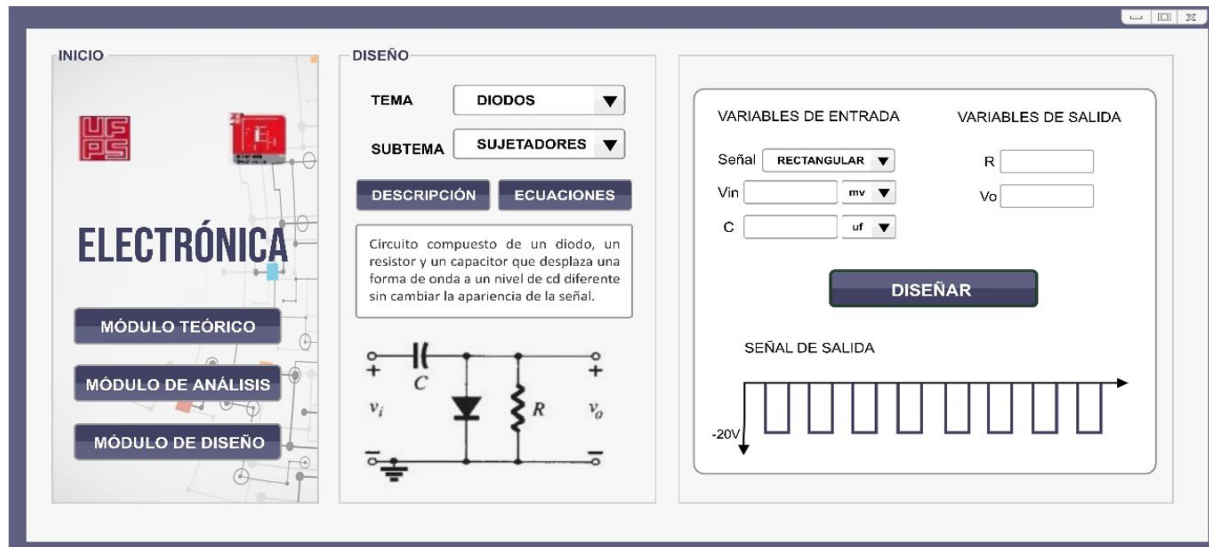 INICIO
UF
PS
ELECTRÓNICA
MÓDULO TEÓRICO
MÓDULO DE ANÁLISIS
MÓDULO DE DISEÑO
DISEÑO
TEMA DIODOS
SUBTEMA SUJETADORES
DESCRIPCIÓN ECUACIONES
Circuito compuesto de un diodo, un
resistor y un capacitor que desplaza una
forma de onda a un nivel de cd diferente
sin cambiar la apariencia de la señal.
+ C +
vi R vo
VARIABLES DE ENTRADA VARIABLES DE SALIDA
Señal RECTANGULAR R
Vin mv Vo
C uf
DISEÑAR
SEÑAL DE SALIDA
-20V